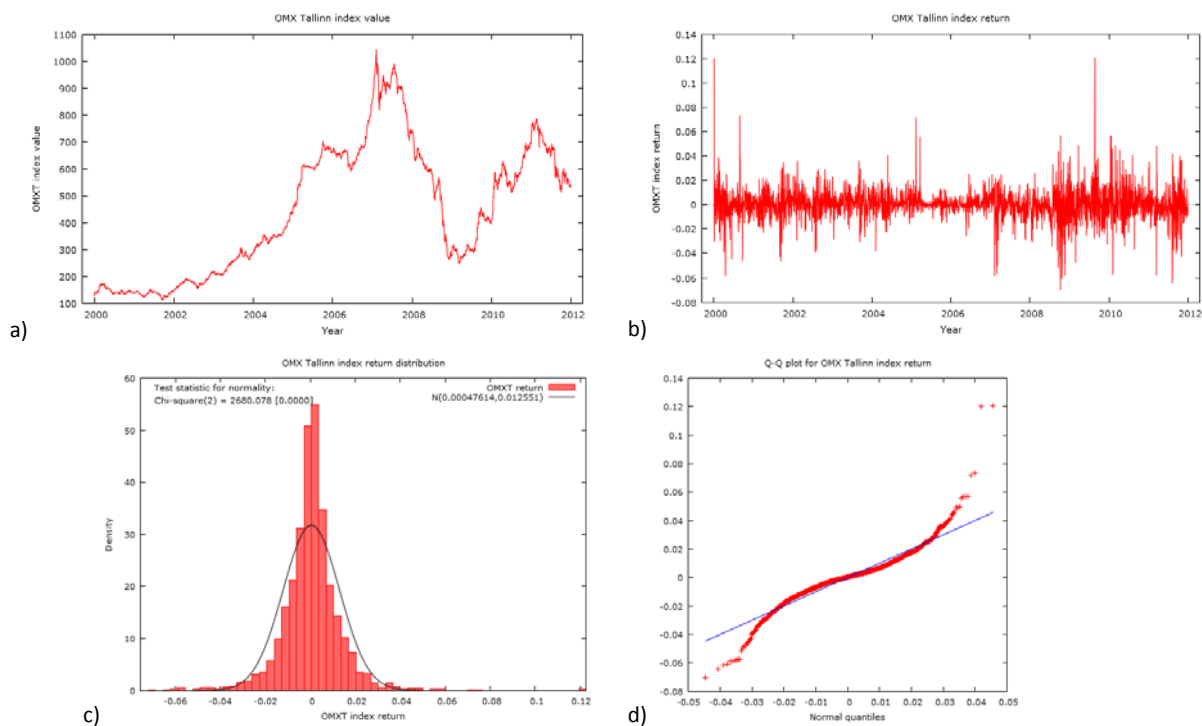 OMX Tallinn index value
1100
1000
900
800
700
600
500
400
300
200
100
OMXT index value
2000 2002 2004 2006 2008 2010 2012
Year
a)
OMX Tallinn index return
0.14
0.12
0.1
0.08
0.06
0.04
0.02
0
-0.02
-0.04
-0.06
-0.08
OMXT index return
2000 2002 2004 2006 2008 2010 2012
Year
b)
OMX Tallinn index return distribution
60
50
40
30
20
10
0
Density
Test statistic for normality:
Chi-square(2) = 2680.078 [0.0000]
OMXT return
N(0.00047614,0.012551)
-0.06 -0.04 -0.02 0 0.02 0.04 0.06 0.08 0.1 0.12
OMXT index return
c)
Q-Q plot for OMX Tallinn index return
0.14
0.12
0.1
0.08
0.06
0.04
0.02
0
-0.02
-0.04
-0.06
-0.08
-0.05 -0.04 -0.03 -0.02 -0.01 0 0.01 0.02 0.03 0.04 0.05
Normal quantiles
d)